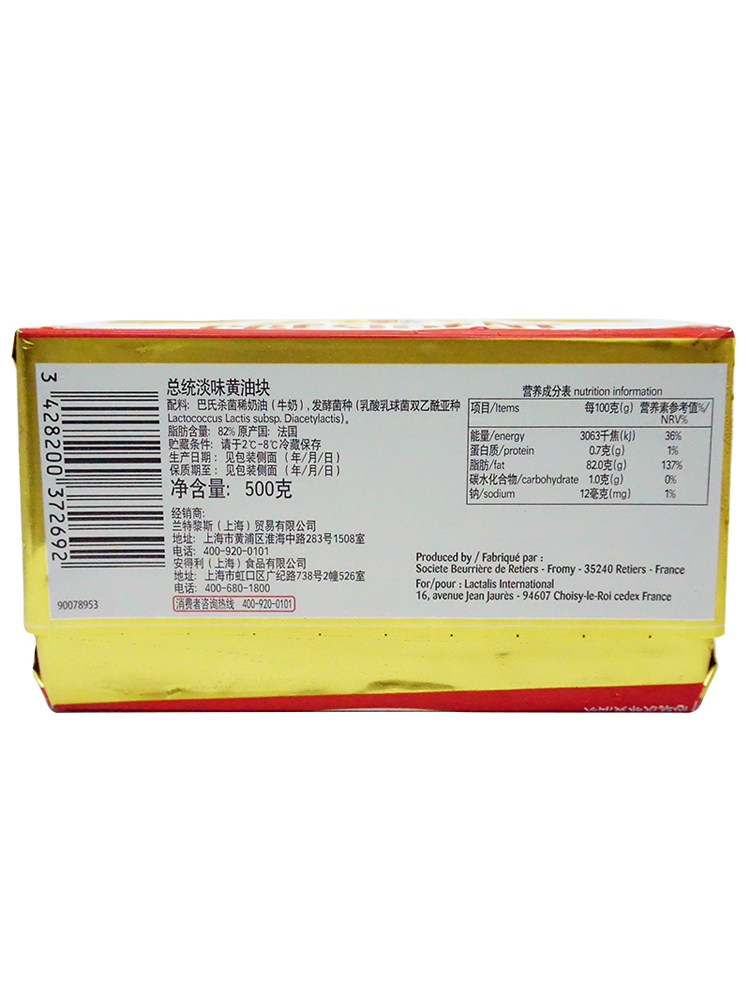 3 428200 372692
90078953
总统淡味黄油块
配料: 巴氏杀菌稀奶油 (牛奶) , 发酵菌种 (乳酸乳球菌双乙酰亚种
Lactococcus Lactis subsp. Diacetylactis)。
脂肪含量: 82% 原产国: 法国
贮藏条件: 请于2℃-8℃冷藏保存
生产日期: 见包装侧面 (年/月/日)
保质期至: 见包装侧面 (年/月/日)
净含量: 500克
经销商:
兰特黎斯 (上海) 贸易有限公司
地址: 上海市黄浦区淮海中路283号1508室
电话: 400-920-0101
安得利 (上海) 食品有限公司
地址: 上海市虹口区广纪路738号2幢526室
电话: 400-680-1800
消费者咨询热线 400-920-0101
营养成分表 nutrition information
项目/Items 每100克(g) 营养素参考值%/
NRV%
能量/energy 3063千焦(kJ) 36%
蛋白质/protein 0.7克(g) 1%
脂肪/fat 82.0克(g) 137%
碳水化合物/carbohydrate 1.0克(g) 0%
钠/sodium 12毫克(mg) 1%
Produced by / Fabriqué par :
Societe Beurrière de Retiers - Fromy - 35240 Retiers - France
For/pour : Lactalis International
16, avenue Jean Jaurès - 94607 Choisy-le-Roi cedex France